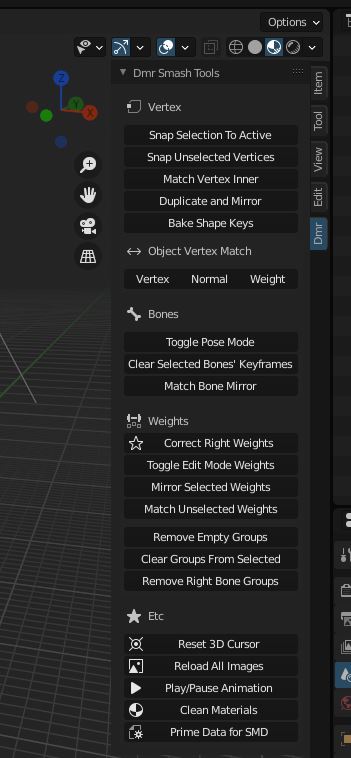 Options
Z
Y
X
Dmr Smash Tools
Item
Tool
View
Edit
Dmr
Vertex
Snap Selection To Active
Snap Unselected Vertices
Match Vertex Inner
Duplicate and Mirror
Bake Shape Keys
Object Vertex Match
Vertex Normal Weight
Bones
Toggle Pose Mode
Clear Selected Bones' Keyframes
Match Bone Mirror
Weights
Correct Right Weights
Toggle Edit Mode Weights
Mirror Selected Weights
Match Unselected Weights
Remove Empty Groups
Clear Groups From Selected
Remove Right Bone Groups
Etc
Reset 3D Cursor
Reload All Images
Play/Pause Animation
Clean Materials
Prime Data for SMD